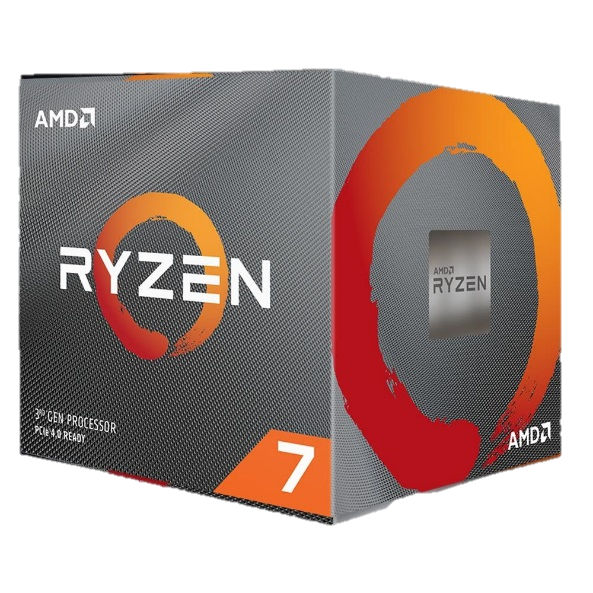 AMD
RYZEN
3RD GEN PROCESSOR
PCIe 4.0 READY
7
AMD
RYZEN
AMD